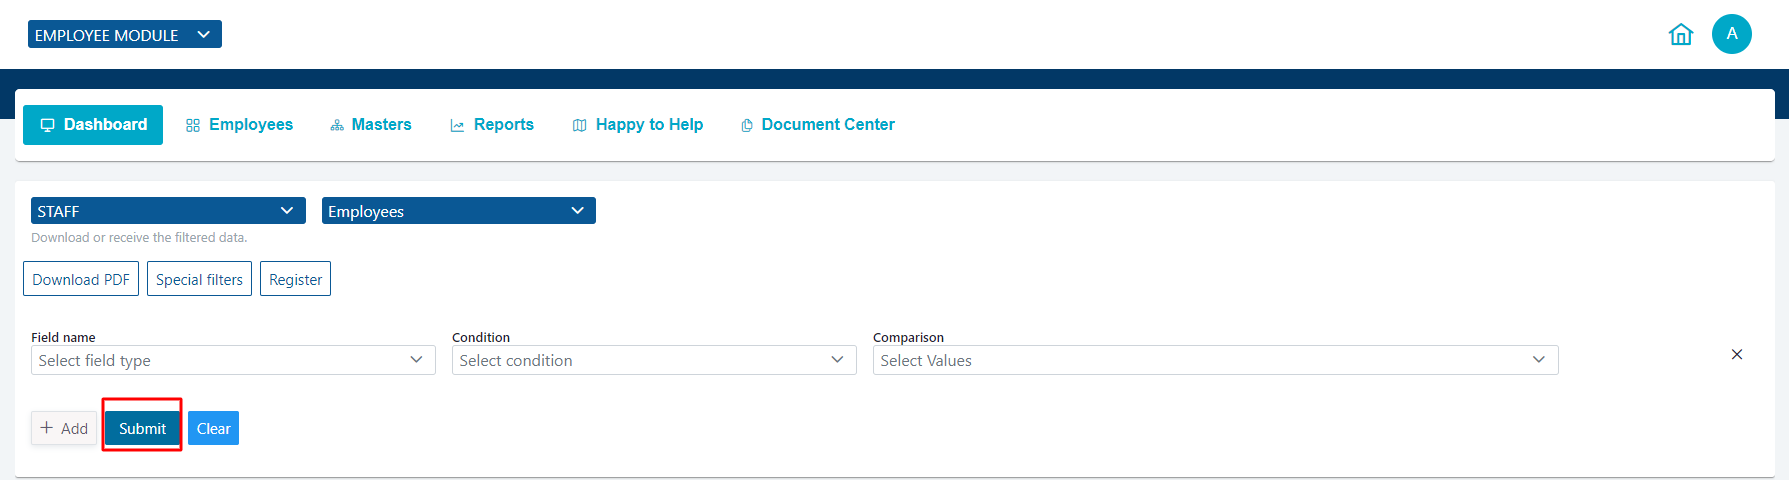 EMPLOYEE MODULE
A
Dashboard
Employees
Masters
Reports
Happy to Help
Document Center
STAFF
Employees
Download or receive the filtered data.
Download PDF
Special filters
Register
Field name
Condition
Comparison
Select field type
Select condition
Select Values
+ Add
Submit
Clear